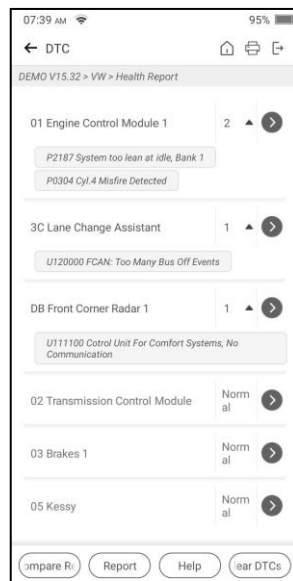 07:39 AM 95%
DTC
DEMO V15.32 > VW > Health Report
01 Engine Control Module 1 2
P2187 System too lean at idle, Bank 1
P0304 Cyl.4 Misfire Detected
3C Lane Change Assistant 1
U120000 FCAN: Too Many Bus Off Events
DB Front Corner Radar 1 1
U111100 Cotrol Unit For Comfort Systems, No
Communication
02 Transmission Control Module Norm
al
03 Brakes 1 Norm
al
05 Kessy Norm
al
ompare Re Report Help lear DTCs